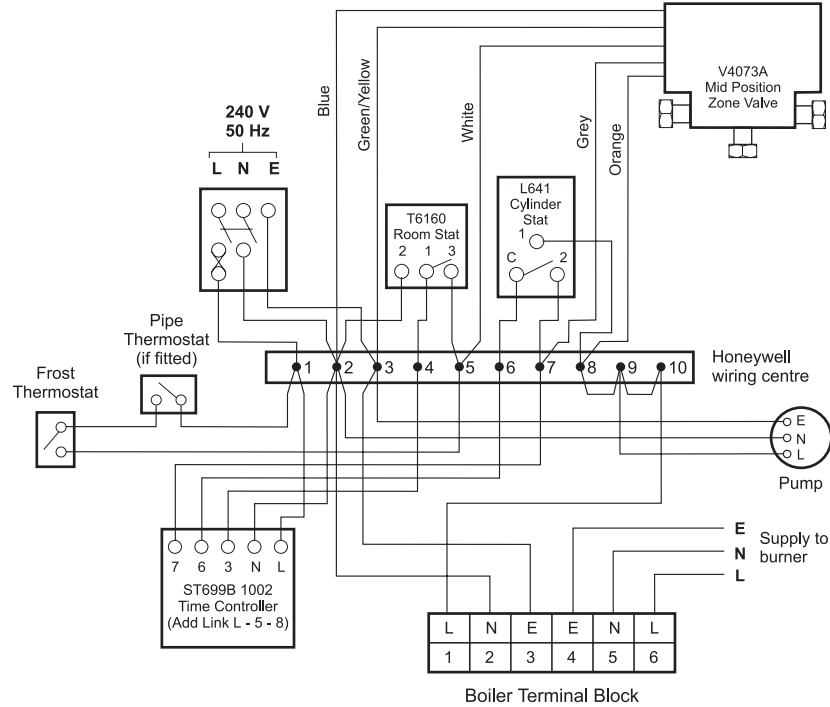 V4073A
Mid Position
Zone Valve
Blue
Green/Yellow
White
Grey
Orange
240 V
50 Hz
L N E
T6160
Room Stat
2 1 3
L641
Cylinder
Stat
1
C 2
Pipe
Thermostat
(if fitted)
Frost
Thermostat
1 2 3 4 5 6 7 8 9 10
Honeywell
wiring centre
E
N
L
Pump
7 6 3 N L
ST699B 1002
Time Controller
(Add Link L - 5 - 8)
E
N
L
Supply to
burner
L N E E N L
1 2 3 4 5 6
Boiler Terminal Block